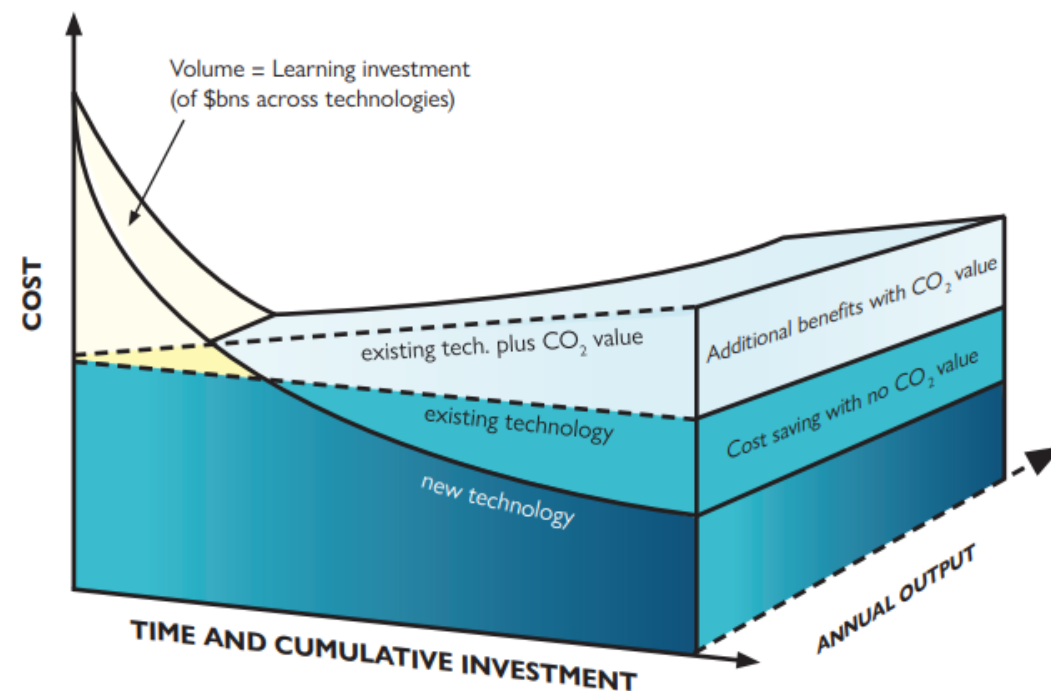 Volume = Learning investment
(of $bns across technologies)
COST
existing tech. plus CO₂ value
Additional benefits with CO₂ value
existing technology
Cost saving with no CO₂ value
new technology
ANNUAL OUTPUT
TIME AND CUMULATIVE INVESTMENT